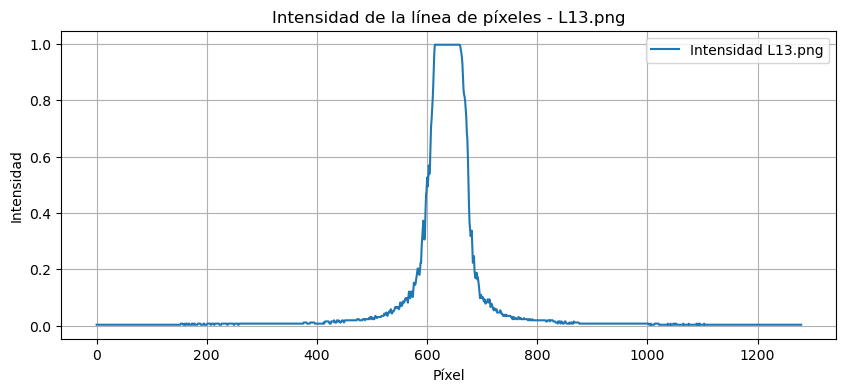 Intensidad de la línea de píxeles - L13.png
Intensidad L13.png
1.0
0.8
0.6
0.4
0.2
0.0
Intensidad
0 200 400 600 800 1000 1200
Píxel